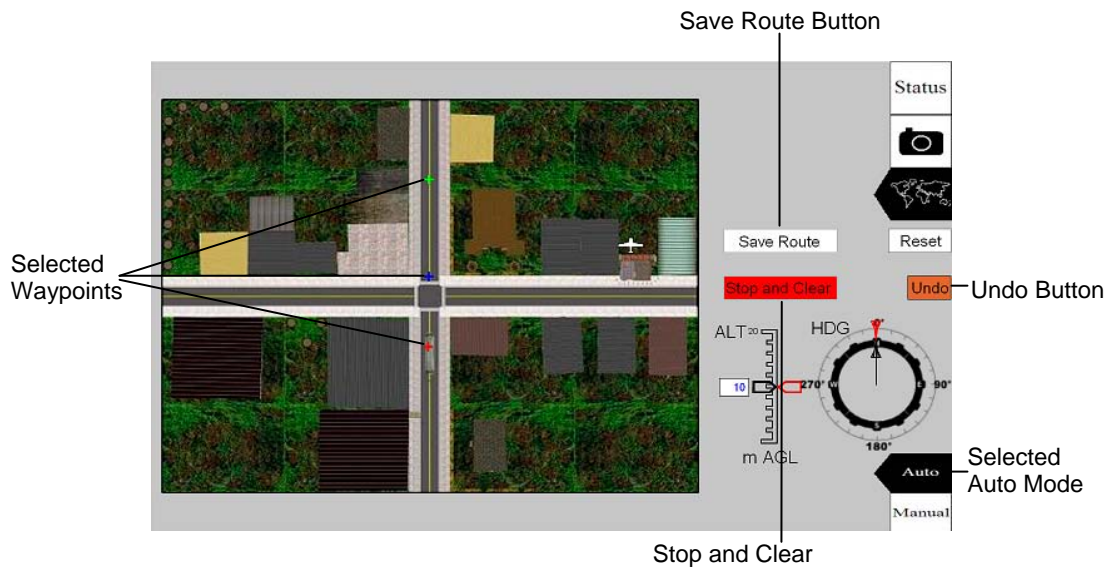 Save Route Button
Status
Save Route
Reset
Selected
Waypoints
Stop and Clear
Undo
Undo Button
ALT 20
HDG
0°
N
10
270°
W
E
90°
S
180°
m AGL
Auto
Selected
Auto Mode
Manual
Stop and Clear